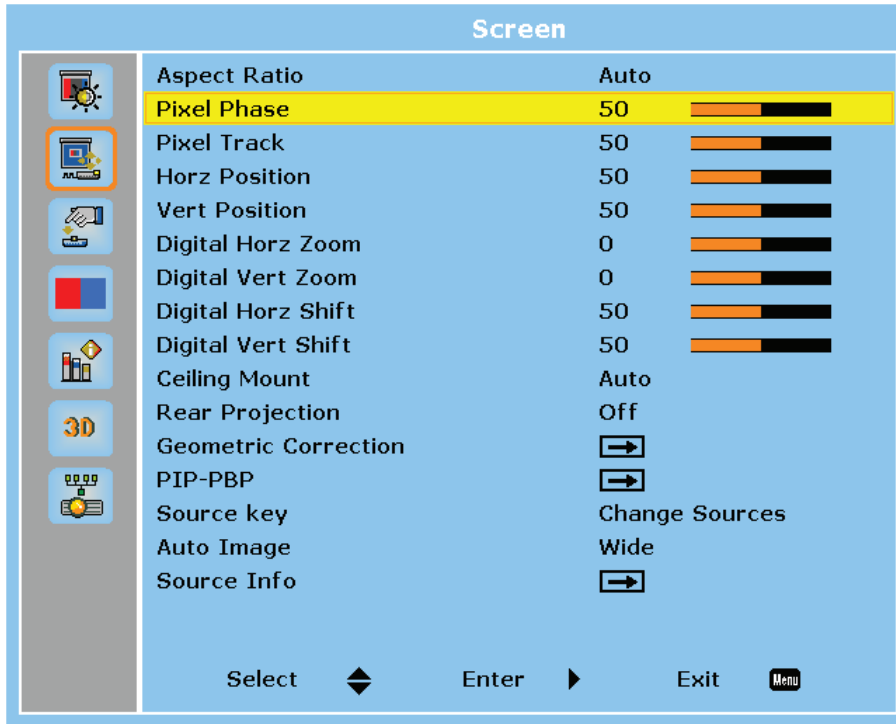 Screen
Aspect Ratio Auto
Pixel Phase 50
Pixel Track 50
Horz Position 50
Vert Position 50
Digital Horz Zoom 0
Digital Vert Zoom 0
Digital Horz Shift 50
Digital Vert Shift 50
Ceiling Mount Auto
3D
Rear Projection Off
Geometric Correction
PIP-PBP
Source key Change Sources
Auto Image Wide
Source Info
Select Enter Exit Menu